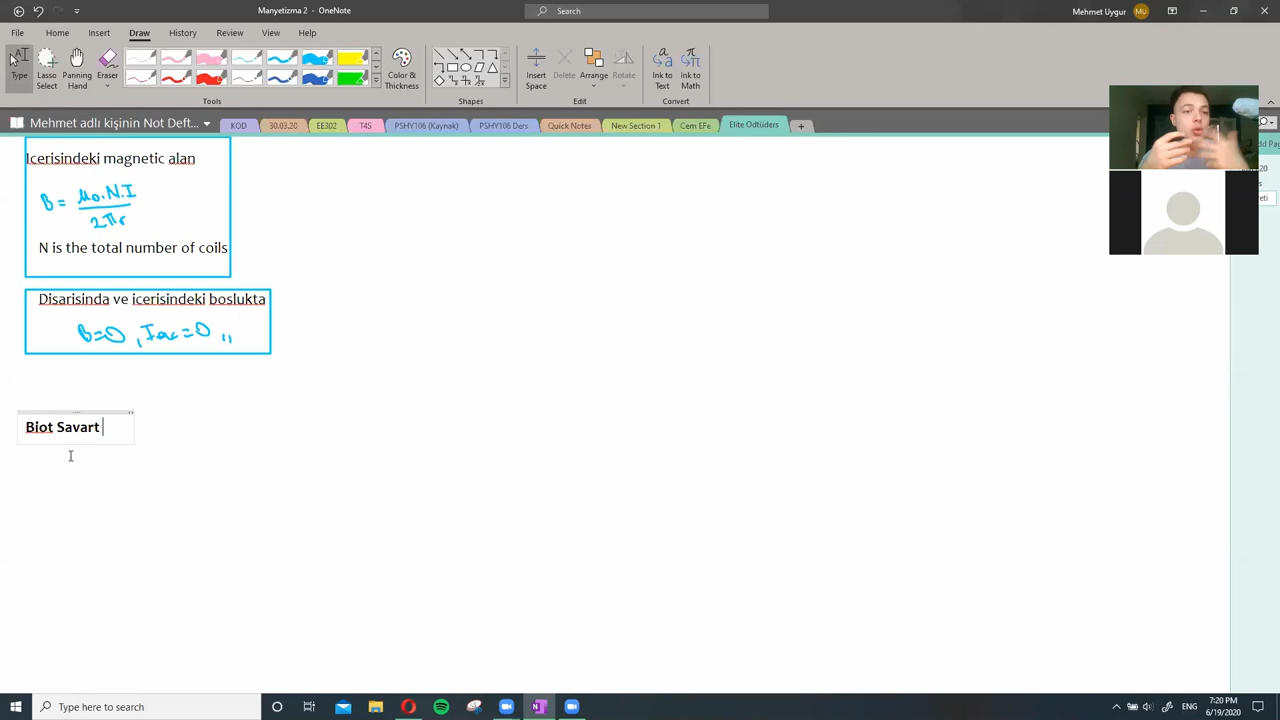 Manyetizma 2 - OneNote
Search
Mehmet Uygur
MU
File Home Insert Draw History Review View Help
Type
Lasso Select
Panning Hand
Eraser
Color & Thickness
Insert Space
Delete
Arrange
Rotate
Ink to Text
Ink to Math
Tools
Shapes
Edit
Convert
Mehmet adlı kişinin Not Deft...
KOD
30.03.20
EE302
T4S
PSHY106 (Kaynak)
PSHY106 Ders
Quick Notes
New Section 1
Cem EFe
Elite Odtüders
Icerisindeki magnetic alan
B = μ0.N.I / 2πr
N is the total number of coils
Disarisinda ve icerisindeki boslukta
B=0, Ienc=0 ,,
Biot Savart
Type here to search
ENG
7:20 PM
6/19/2020